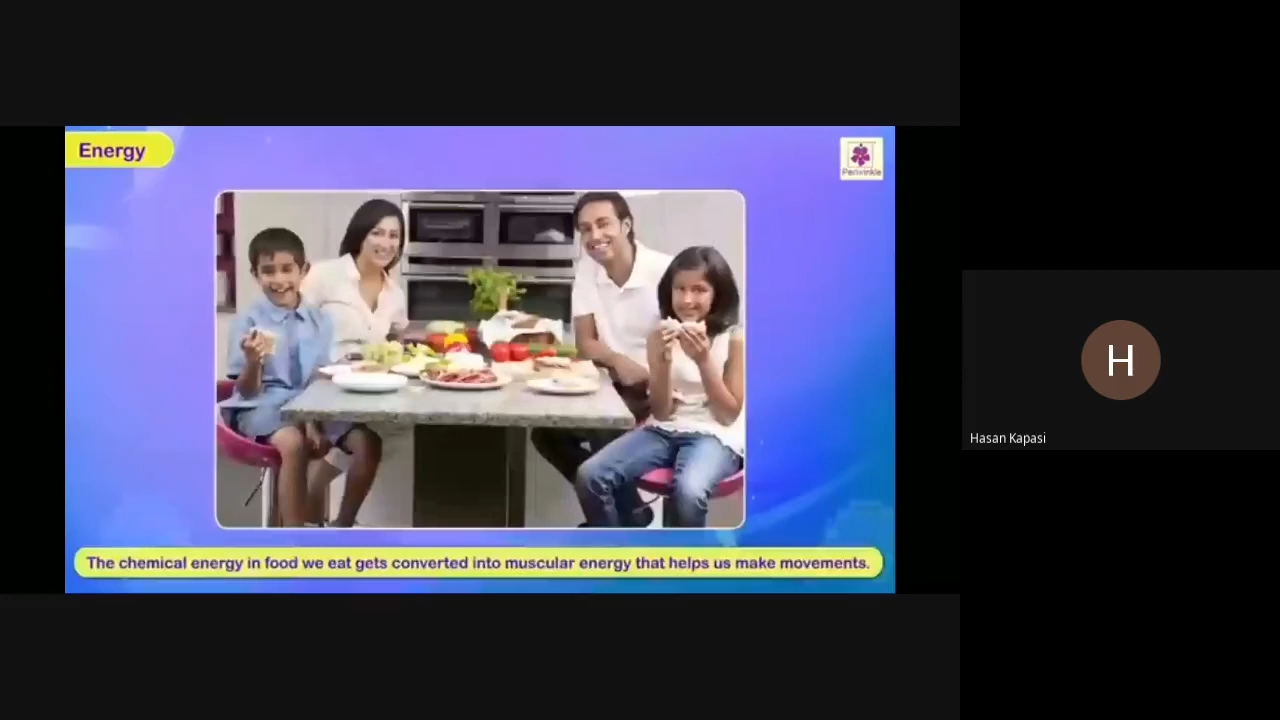 Energy
Periwinkle
The chemical energy in food we eat gets converted into muscular energy that helps us make movements.
H
Hasan Kapasi